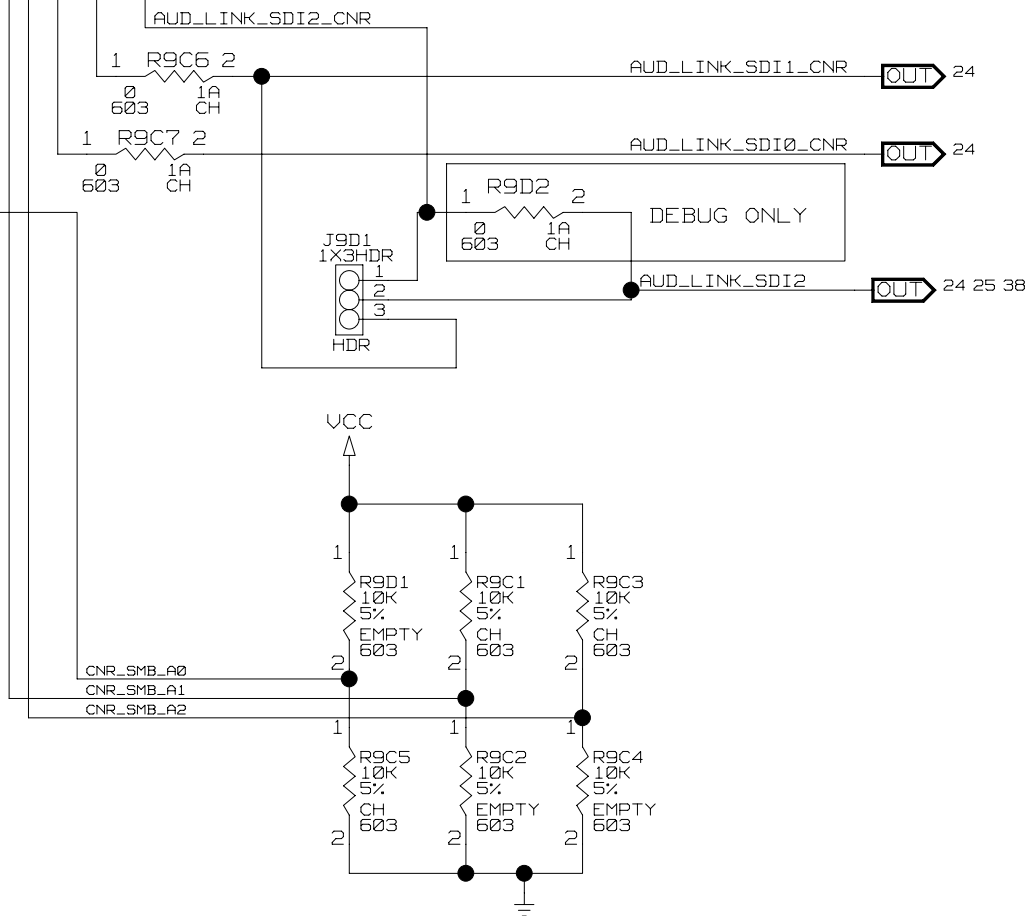 AUD_LINK_SDI2_CNR
1 R9C6 2
0 1A
603 CH
AUD_LINK_SDI1_CNR OUT 24
1 R9C7 2
0 1A
603 CH
AUD_LINK_SDI0_CNR OUT 24
1 R9D2 2
0 1A
603 CH
DEBUG ONLY
J9D1
1X3HDR
1
2
3
HDR
AUD_LINK_SDI2 OUT 24 25 38
VCC
1 1 1
R9D1 R9C1 R9C3
10K 10K 10K
5% 5% 5%
EMPTY CH CH
603 603 603
2 2 2
CNR_SMB_A0
CNR_SMB_A1
CNR_SMB_A2
1 1 1
R9C5 R9C2 R9C4
10K 10K 10K
5% 5% 5%
CH EMPTY EMPTY
603 603 603
2 2 2